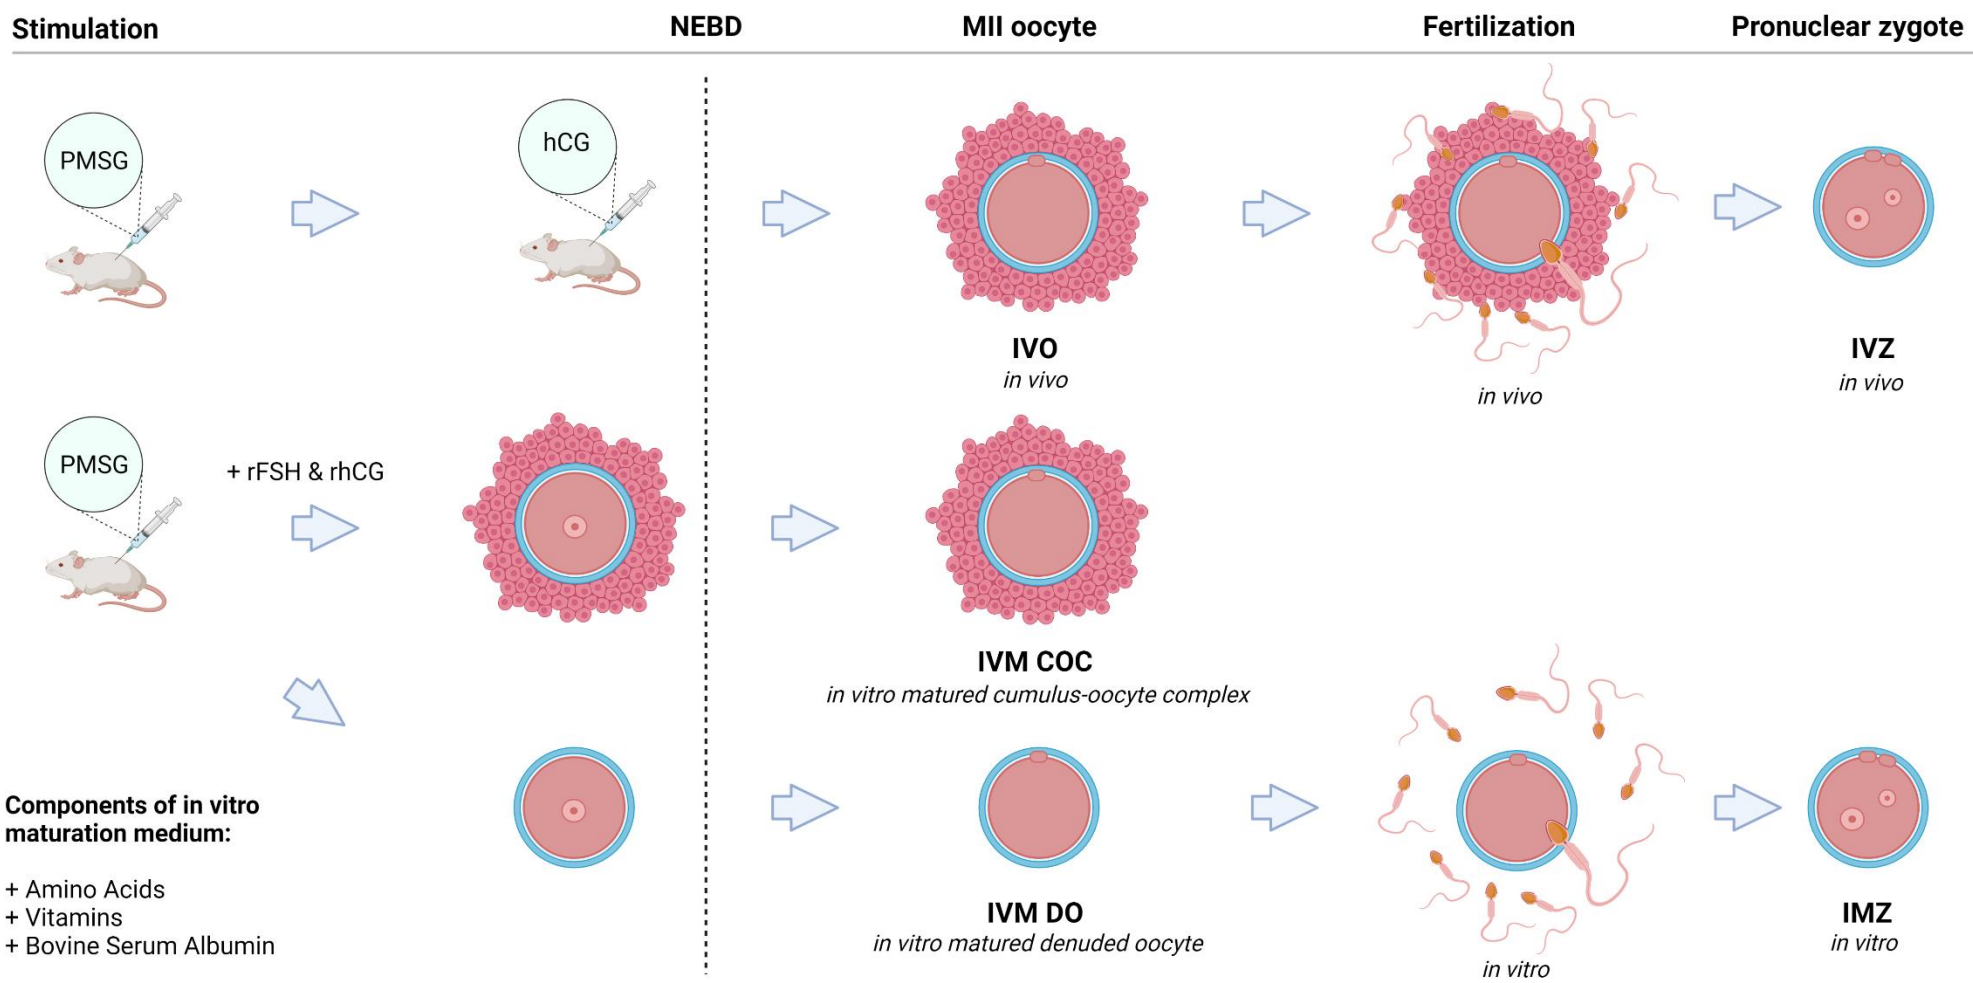 Stimulation
NEBD
MII oocyte
Fertilization
Pronuclear zygote
PMSG
hCG
IVO
in vivo
in vivo
IVZ
in vivo
PMSG
+ rFSH & rhCG
IVM COC
in vitro matured cumulus-oocyte complex
Components of in vitro
maturation medium:
+ Amino Acids
+ Vitamins
+ Bovine Serum Albumin
IVM DO
in vitro matured denuded oocyte
in vitro
IMZ
in vitro